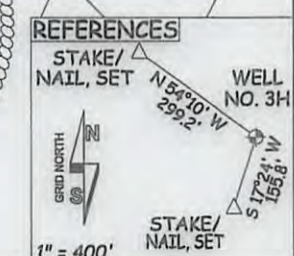 REFERENCES
STAKE/
NAIL, SET
N 54°10' W
299.2'
WELL
NO. 3H
GRID NORTH
N
S
S 17°24' W
155.8'
STAKE/
NAIL, SET
1" = 400'